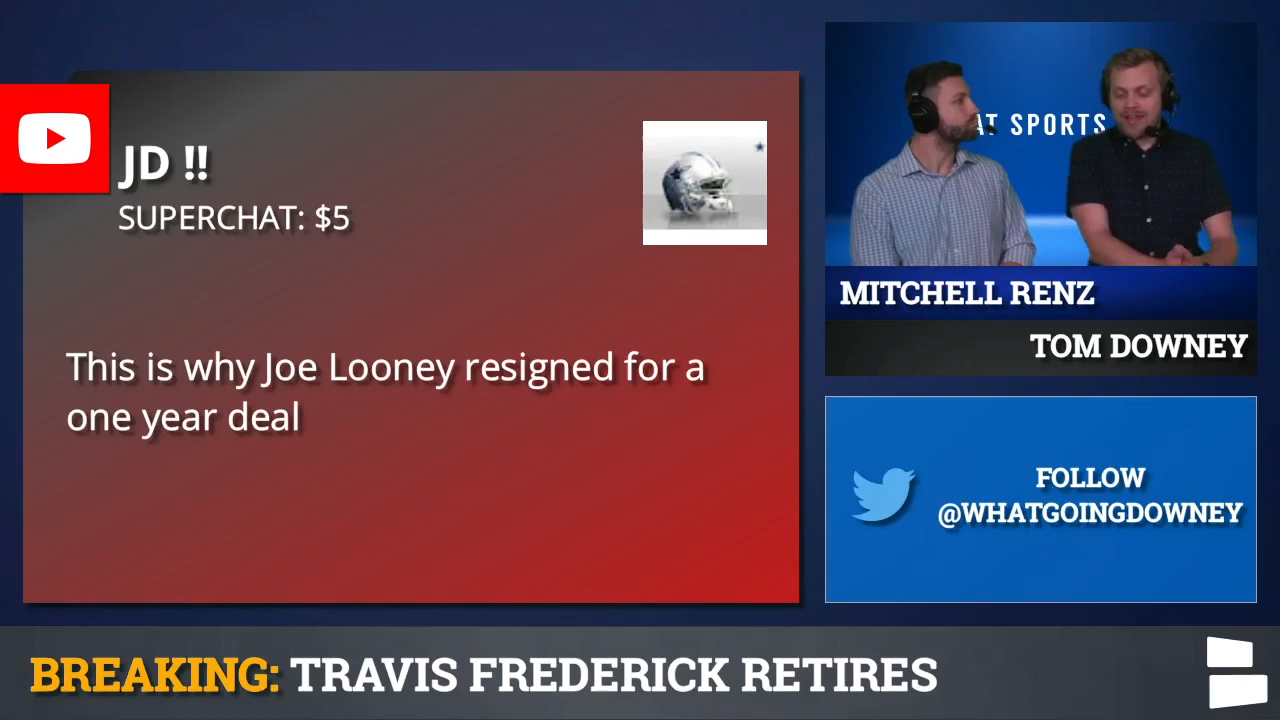 JD !!
SUPERCHAT: $5
This is why Joe Looney resigned for a
one year deal
AT SPORTS
MITCHELL RENZ
TOM DOWNEY
FOLLOW
@WHATGOINGDOWNEY
BREAKING: TRAVIS FREDERICK RETIRES